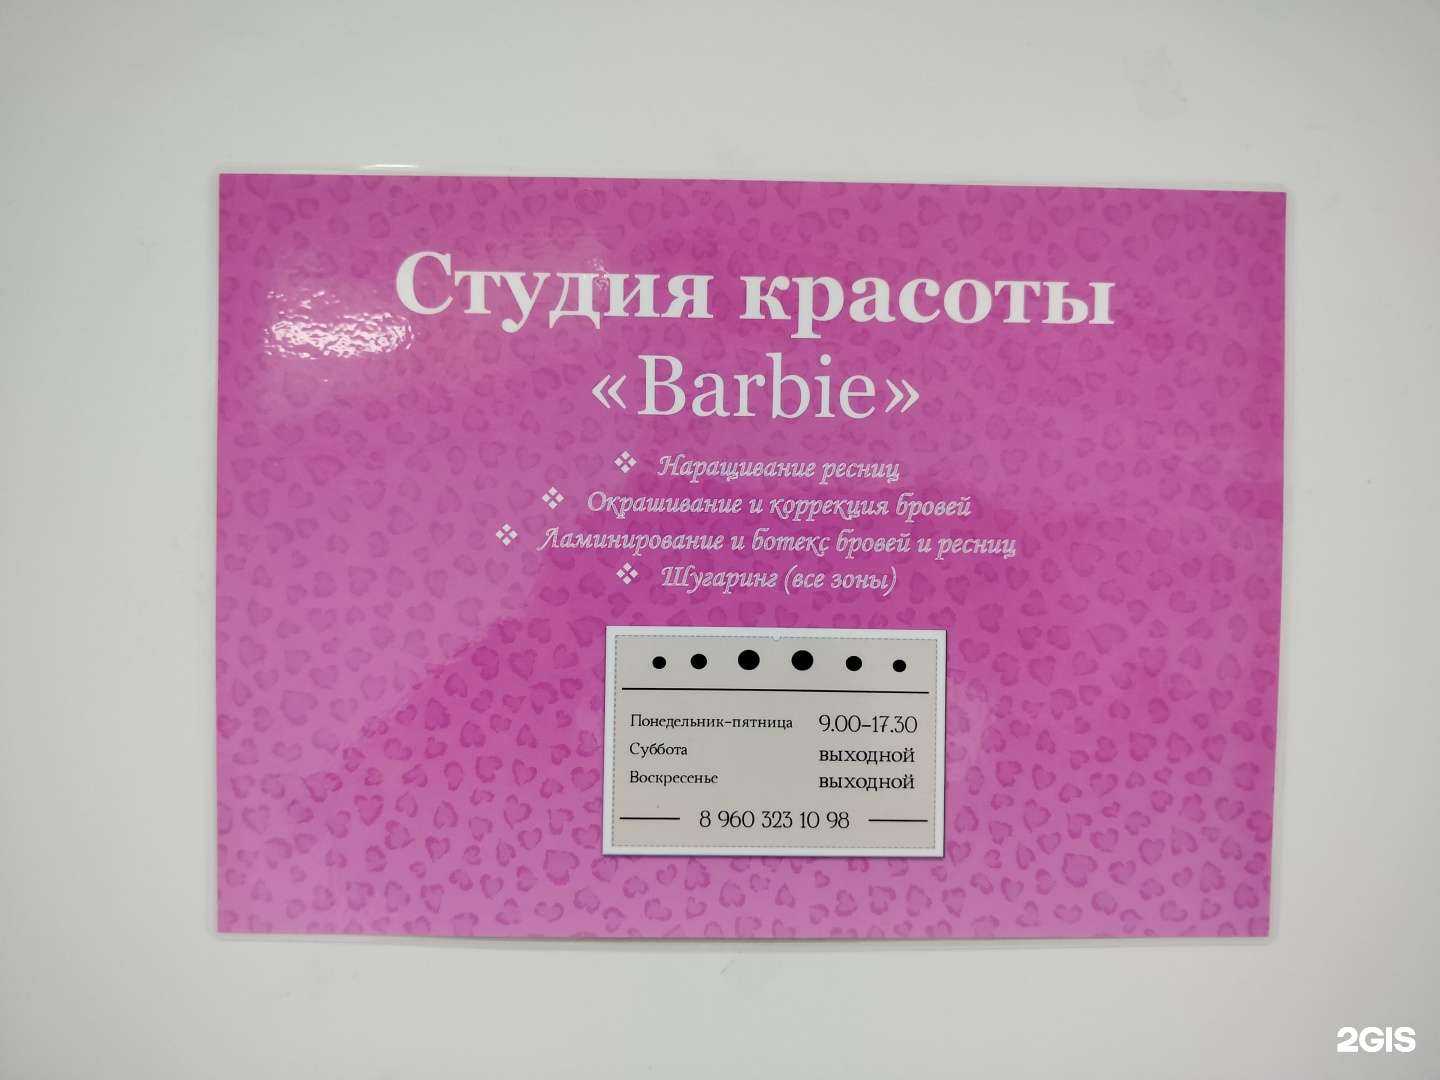 Студия красоты
«Barbie»
❖ Наращивание ресниц
❖ Окрашивание и коррекция бровей
❖ Ламинирование и ботекс бровей и ресниц
❖ Шугаринг (все зоны)
Понедельник-пятница 9.00-17.30
Суббота выходной
Воскресенье выходной
8 960 323 10 98
2GIS